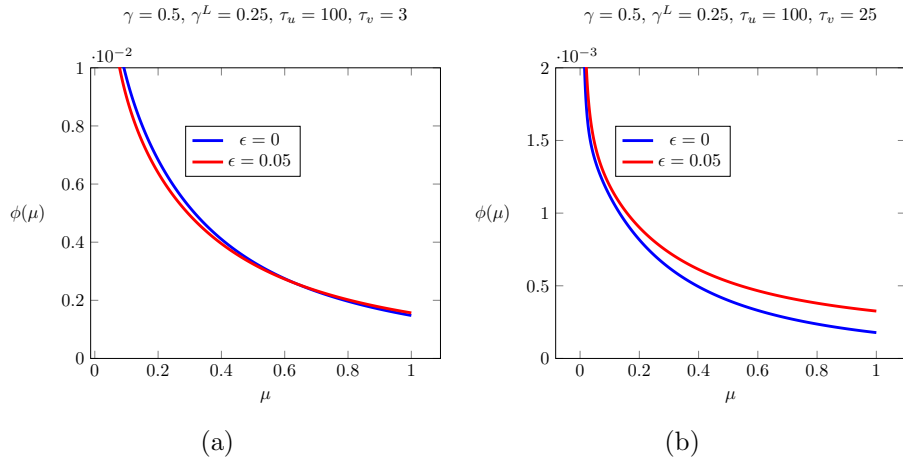 γ = 0.5, γ^L = 0.25, τ_u = 100, τ_v = 3
·10^−2
1
0.8
0.6
0.4
0.2
0
ϕ(μ)
ϵ = 0
ϵ = 0.05
0 0.2 0.4 0.6 0.8 1
μ
(a)
γ = 0.5, γ^L = 0.25, τ_u = 100, τ_v = 25
·10^−3
2
1.5
1
0.5
0
ϕ(μ)
ϵ = 0
ϵ = 0.05
0 0.2 0.4 0.6 0.8 1
μ
(b)